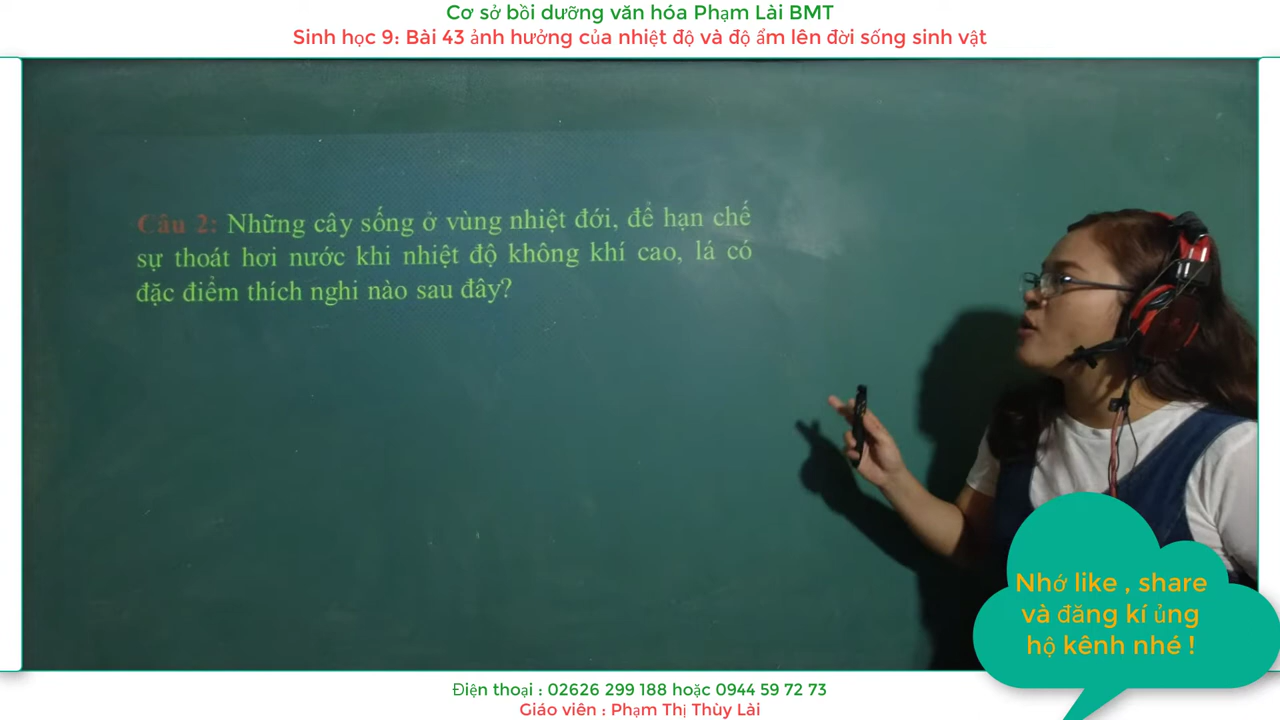 Cơ sở bồi dưỡng văn hóa Phạm Lài BMT
Sinh học 9: Bài 43 ảnh hưởng của nhiệt độ và độ ẩm lên đời sống sinh vật
Câu 2: Những cây sống ở vùng nhiệt đới, để hạn chế
sự thoát hơi nước khi nhiệt độ không khí cao, lá có
đặc điểm thích nghi nào sau đây?
Nhớ like , share
và đăng kí ủng
hộ kênh nhé !
Điện thoại : 02626 299 188 hoặc 0944 59 72 73
Giáo viên : Phạm Thị Thùy Lài